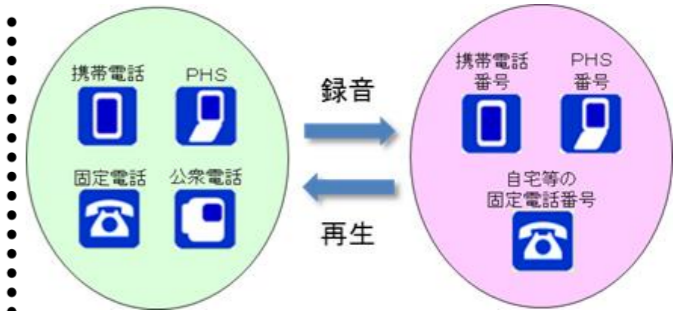 携帯電話
PHS
固定電話
公衆電話
録音
再生
携帯電話
番号
PHS
番号
自宅等の
固定電話番号